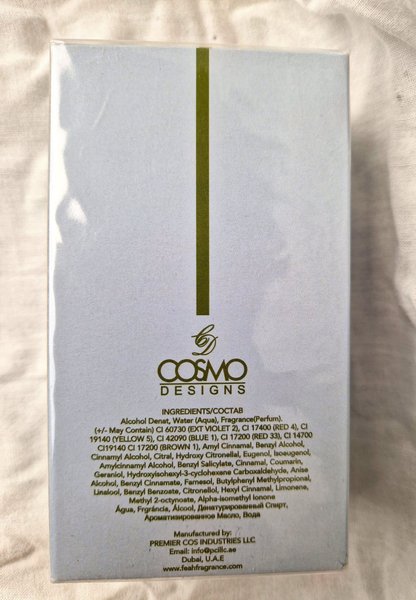 CD
COSMO
DESIGNS
INGREDIENTS/COCTAB
Alcohol Denat, Water (Aqua), Fragrance(Perfum).
(+/- May Contain) CI 60730 (EXT VIOLET 2), CI 17400 (RED 4), CI
19140 (YELLOW 5), CI 42090 (BLUE 1), CI 17200 (RED 33), CI 14700
CI19140 CI 17200 (BROWN 1), Amyl Cinnamal, Benzyl Alcohol,
Cinnamyl Alcohol, Citral, Hydroxy Citronellal, Eugenol, Isoeugenol,
Amylcinnamyl Alcohol, Benzyl Salicylate, Cinnamal, Coumarin,
Geraniol, Hydroxyisohexyl-3-cyclohexene Carboxaldehyde, Anise
Alcohol, Benzyl Cinnamate, Farnesol, Butylphenyl Methylpropional,
Linalool, Benzyl Benzoate, Citronellol, Hexyl Cinnamal, Limonene,
Methyl 2-octynoate, Alpha-isomethyl Ionone
Água, Frgrância, Álcool, Денатурированный Спирт,
Ароматизированное Масло, Вода
Manufactured by:
PREMIER COS INDUSTRIES LLC
Email: info@pcillc.ae
Dubai, U.A.E
www.feahfragrance.com